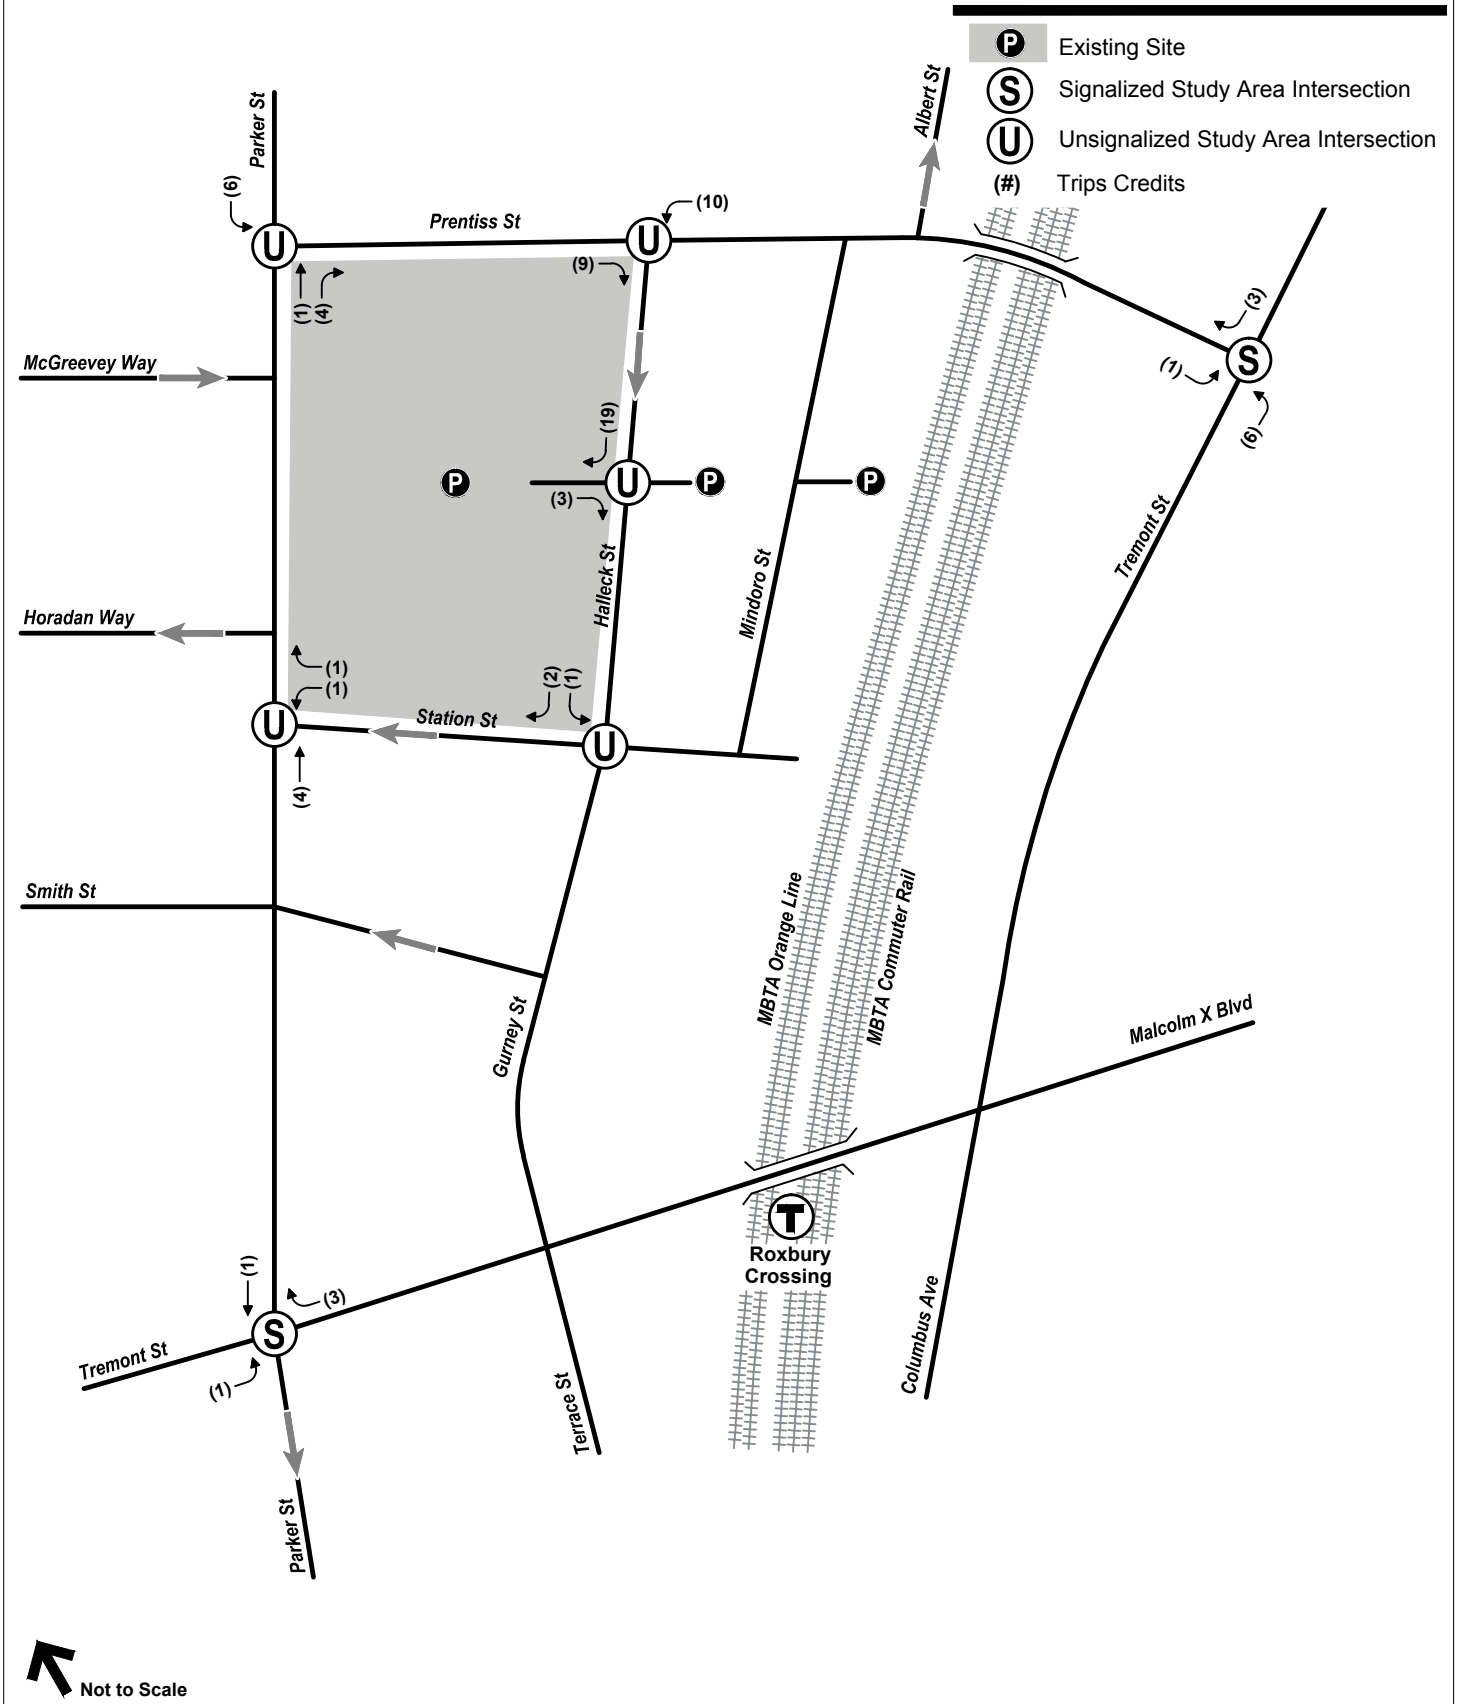 P Existing Site
S Signalized Study Area Intersection
U Unsignalized Study Area Intersection
(#) Trips Credits
Parker St
Albert St
(6)
(10)
Prentiss St
U
U
(9)
(1)
(4)
(3)
S
(1)
(6)
McGreevey Way
(19)
P
U
P
P
(3)
Halleck St
Mindoro St
Tremont St
Horadan Way
(1)
(1)
(2)
(1)
Station St
U
U
(4)
Smith St
MBTA Orange Line
MBTA Commuter Rail
Gurney St
Malcolm X Blvd
T
Roxbury
Crossing
(1)
(3)
S
Tremont St
(1)
Columbus Ave
Terrace St
Parker St
Not to Scale